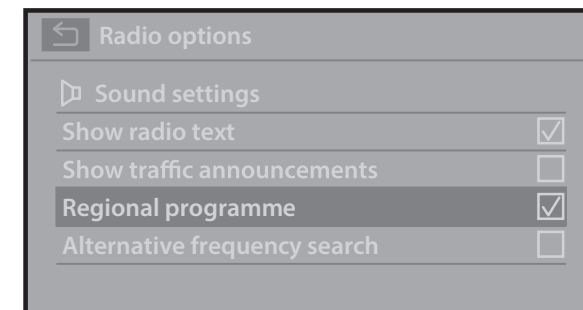 Radio options
Sound settings
Show radio text
Show traffic announcements
Regional programme
Alternative frequency search